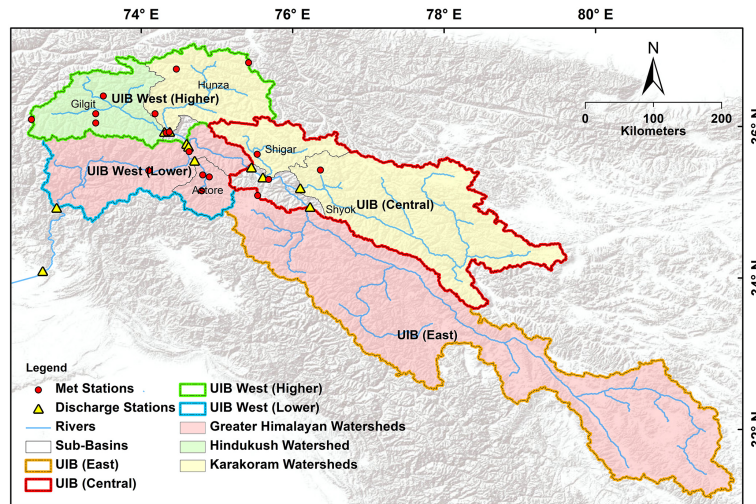 74° E 76° E 78° E 80° E
N
0 100 200
Kilometers
36° N
34° N
32° N
Hunza
Gilgit
UIB West (Higher)
Shigar
UIB West (Lower)
Astore
Shyok
UIB (Central)
UIB (East)
Legend
Met Stations
Discharge Stations
Rivers
Sub-Basins
UIB (East)
UIB (Central)
UIB West (Higher)
UIB West (Lower)
Greater Himalayan Watersheds
Hindukush Watershed
Karakoram Watersheds